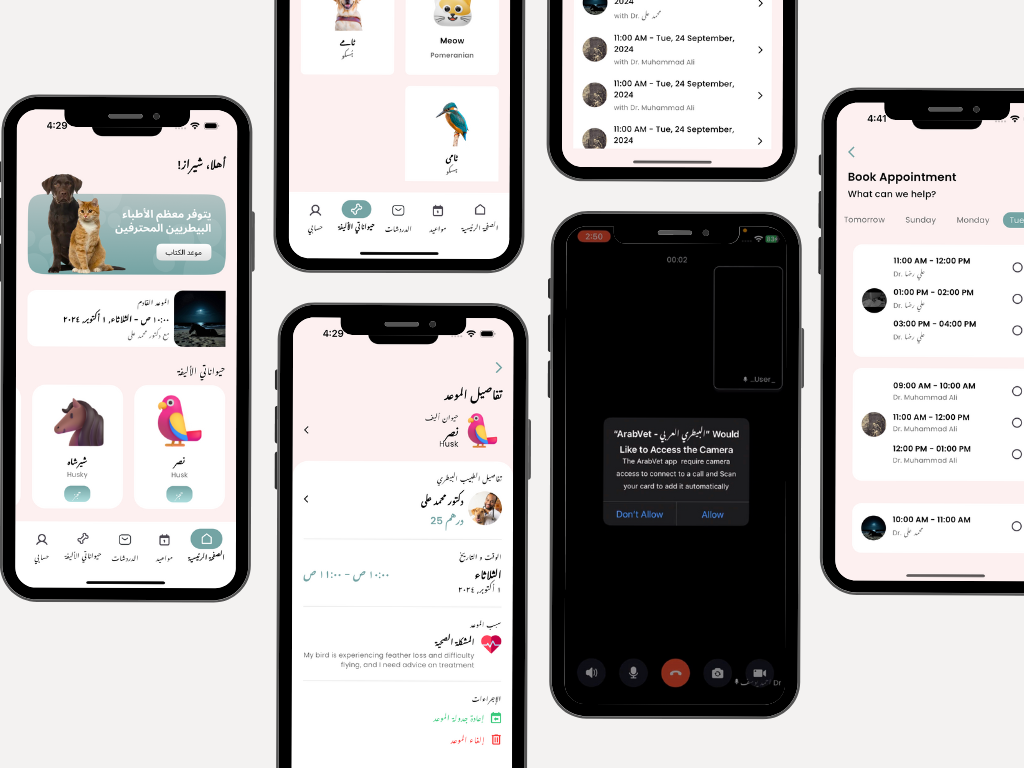 4:29
أهلا، شيراز!
يتوفر معظم الأطباء
البيطريين المحترفين
موعد الكتاب
الموعد القادم
١٠:٠٠ ص - الثلاثاء، ١ أكتوبر ٢٠٢٤
مع دكتور محمد علي
حيواناتي الأليفة
نصر
Husk
حجز
شيرشاه
Husky
حجز
الصفحة الرئيسية
مواعيد
الدردشات
حيواناتي الأليفة
حسابي
ثامے
ہسکو
Meow
Pomeranian
ثامی
ہسکو
الصفحة الرئيسية
مواعيد
الدردشات
حيواناتي الأليفة
حسابي
4:29
تفاصيل الموعد
حيوان أليف
نصر
Husk
تفاصيل الطبيب البيطري
دكتور محمد علي
25 درهم
الوقت و التاريخ
الثلاثاء
١٠:٠٠ ص - ١١:٠٠ ص
١ أكتوبر ٢٠٢٤
سبب الموعد
المشكلة الصحية
My bird is experiencing feather loss and difficulty
flying, and I need advice on treatment
الإجراءات
إعادة جدولة الموعد
إلغاء الموعد
2024
with Dr. محمد علي
11:00 AM - Tue, 24 September,
2024
with Dr. Muhammad Ali
11:00 AM - Tue, 24 September,
2024
with Dr. Muhammad Ali
11:00 AM - Tue, 24 September,
2024
2:50
83
00:02
User_..
"ArabVet - البيطري العربي" Would
Like to Access the Camera
The ArabVet app require camera
access to connect to a call and Scan
your card to add it automatically
Don't Allow
Allow
Dr
4:41
Book Appointment
What can we help?
Tomorrow
Sunday
Monday
Tue
11:00 AM - 12:00 PM
Dr. علي رضا
01:00 PM - 02:00 PM
Dr. علي رضا
03:00 PM - 04:00 PM
Dr. علي رضا
09:00 AM - 10:00 AM
Dr. Muhammad Ali
11:00 AM - 12:00 PM
Dr. Muhammad Ali
12:00 PM - 01:00 PM
Dr. Muhammad Ali
10:00 AM - 11:00 AM
Dr. محمد علي